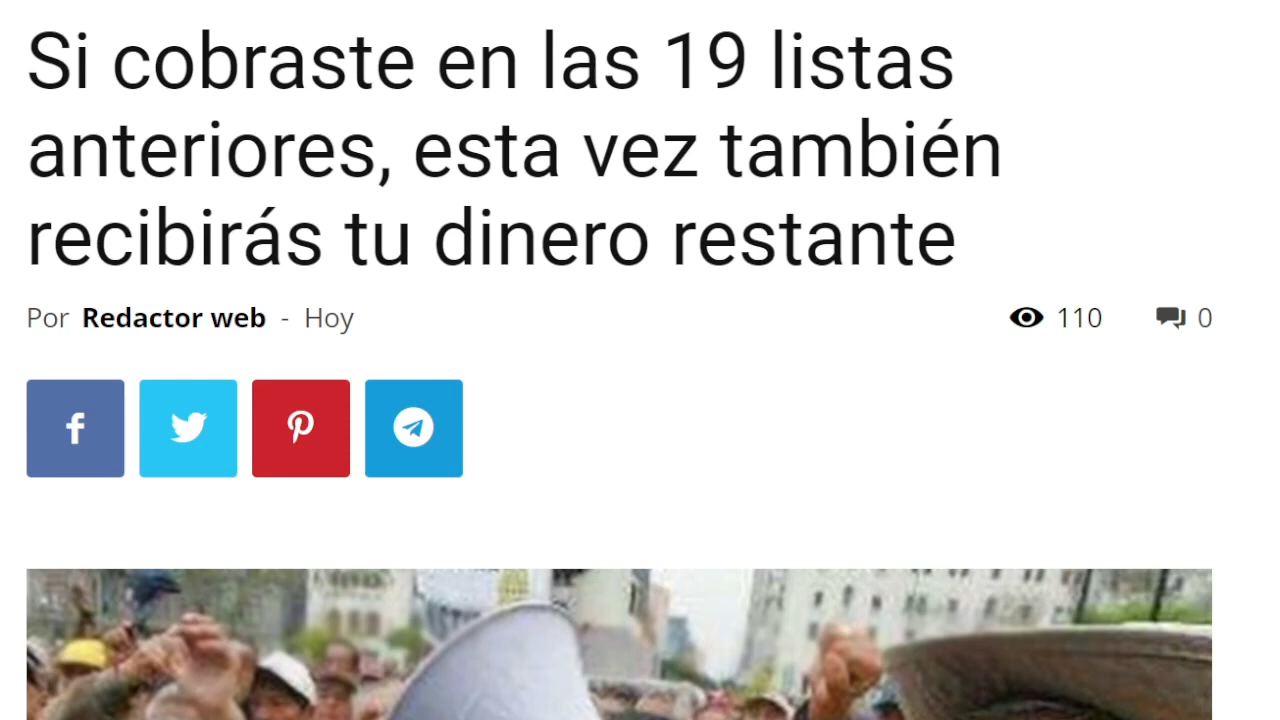 Si cobraste en las 19 listas
anteriores, esta vez también
recibirás tu dinero restante
Por Redactor web - Hoy 110 0